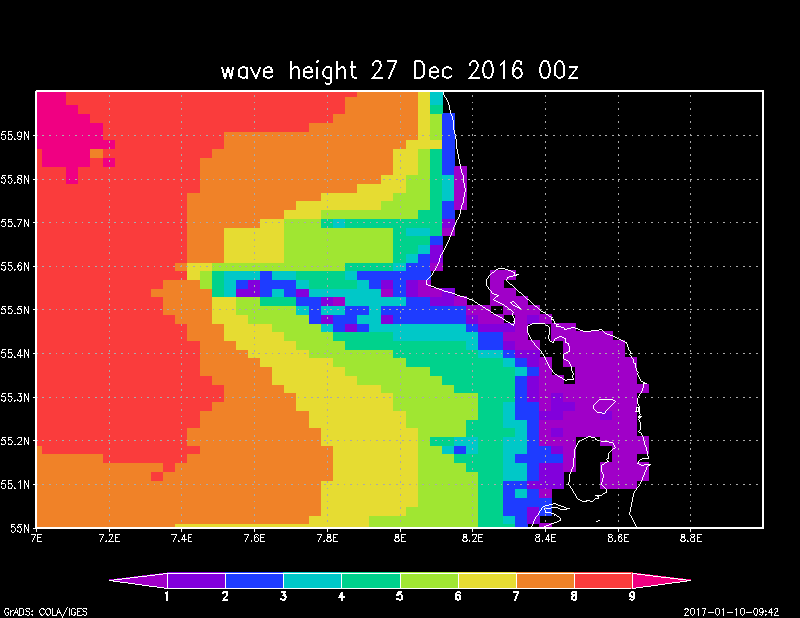 wave height 27 Dec 2016 00z
55.9N
55.8N
55.7N
55.6N
55.5N
55.4N
55.3N
55.2N
55.1N
55N
7E 7.2E 7.4E 7.6E 7.8E 8E 8.2E 8.4E 8.6E 8.8E
1 2 3 4 5 6 7 8 9
GrADS: COLA/IGES 2017-01-10-09:42